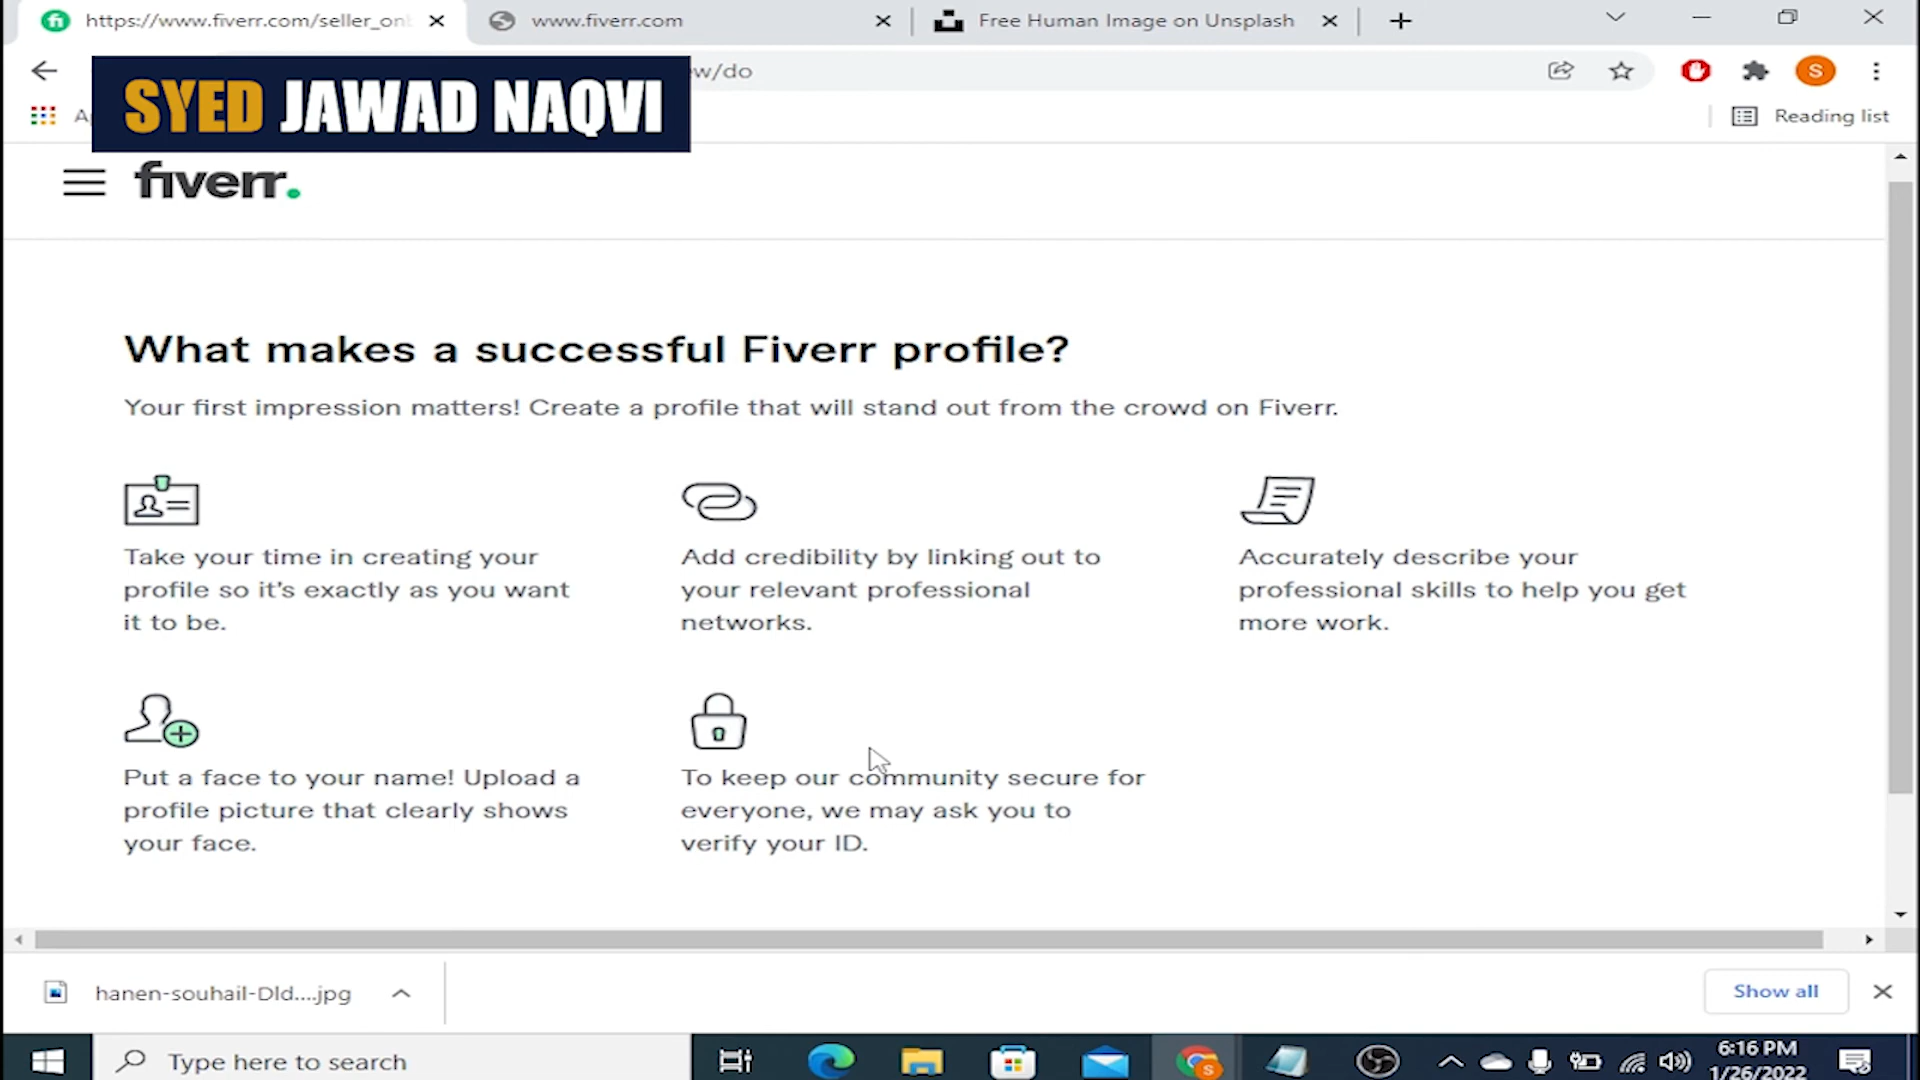 https://www.fiverr.com/seller_onb
www.fiverr.com
Free Human Image on Unsplash
SYED JAWAD NAQVI
w/do
S
Reading list
fiverr.
What makes a successful Fiverr profile?
Your first impression matters! Create a profile that will stand out from the crowd on Fiverr.
Take your time in creating your
profile so it's exactly as you want
it to be.
Add credibility by linking out to
your relevant professional
networks.
Accurately describe your
professional skills to help you get
more work.
Put a face to your name! Upload a
profile picture that clearly shows
your face.
To keep our community secure for
everyone, we may ask you to
verify your ID.
hanen-souhail-Dld....jpg
Show all
Type here to search
6:16 PM
1/26/2022